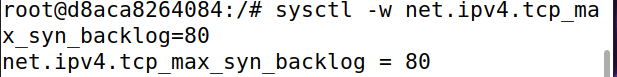 root@d8aca8264084:/# sysctl -w net.ipv4.tcp_ma
x_syn_backlog=80
net.ipv4.tcp_max_syn_backlog = 80